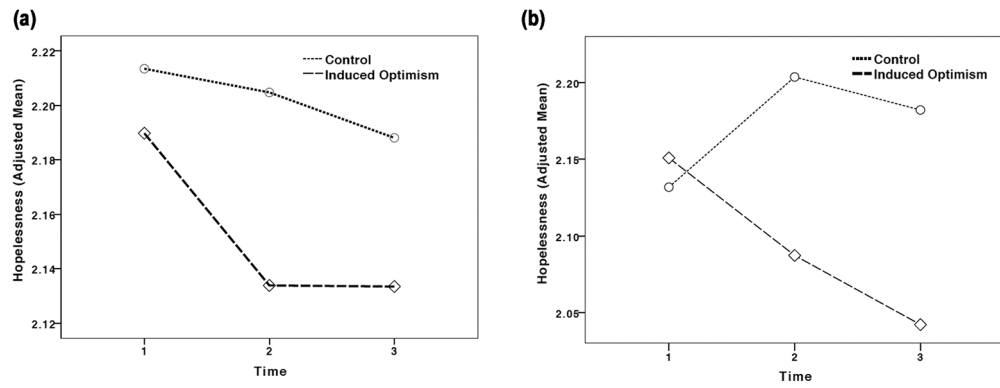 (a)
Hopelessness (Adjusted Mean)
2.22
2.20
2.18
2.16
2.14
2.12
Control
Induced Optimism
1 2 3
Time
(b)
Hopelessness (Adjusted Mean)
2.20
2.15
2.10
2.05
Control
Induced Optimism
1 2 3
Time